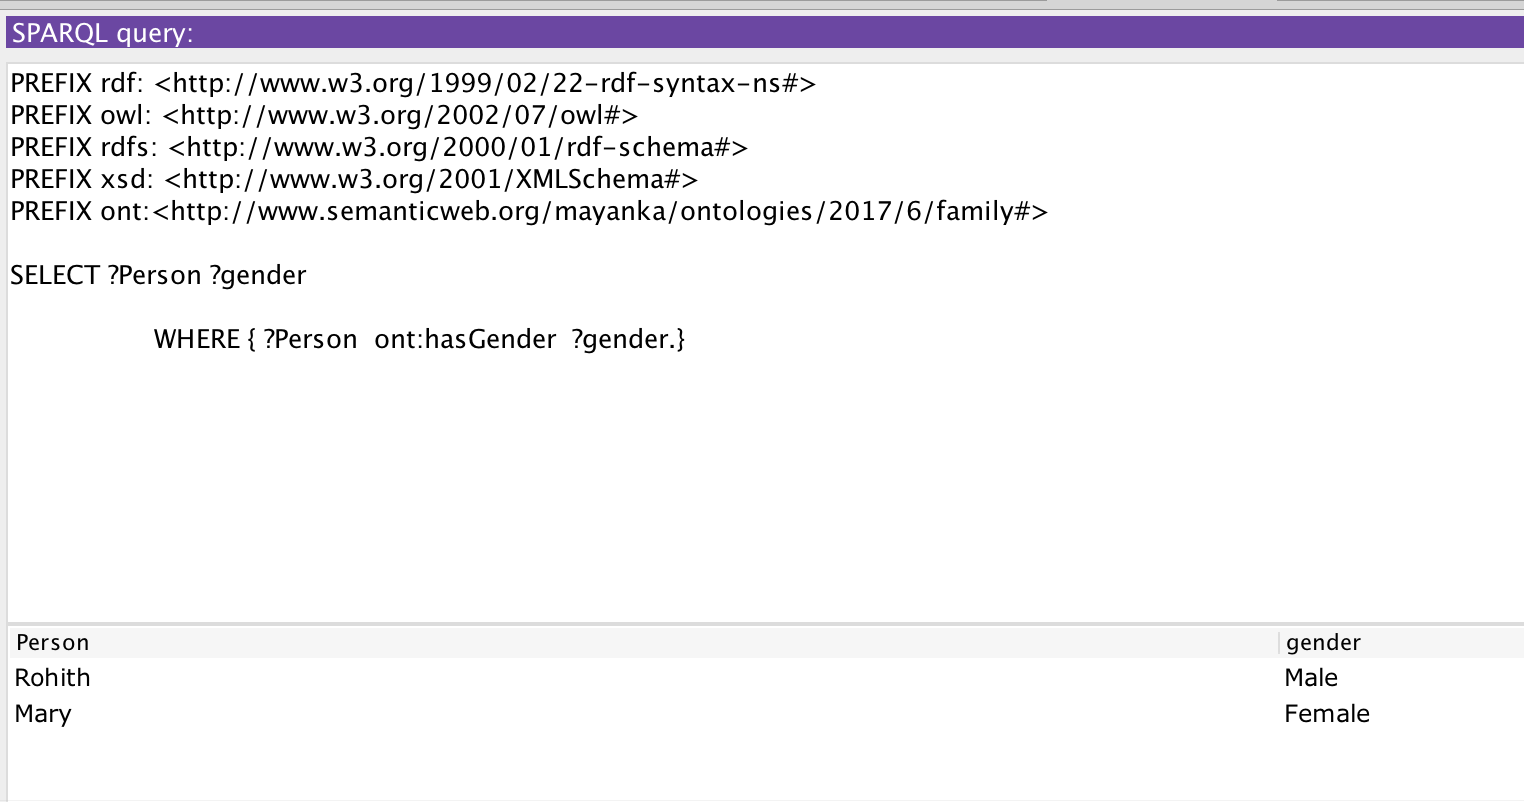 SPARQL query:
PREFIX rdf: <http://www.w3.org/1999/02/22-rdf-syntax-ns#>
PREFIX owl: <http://www.w3.org/2002/07/owl#>
PREFIX rdfs: <http://www.w3.org/2000/01/rdf-schema#>
PREFIX xsd: <http://www.w3.org/2001/XMLSchema#>
PREFIX ont:<http://www.semanticweb.org/mayanka/ontologies/2017/6/family#>
SELECT ?Person ?gender
WHERE { ?Person ont:hasGender ?gender.}
Person gender
Rohith Male
Mary Female